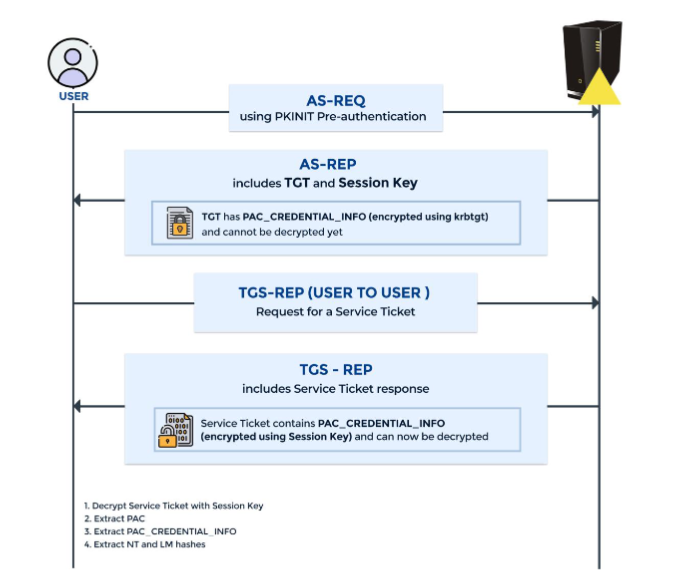 USER
AS-REQ
using PKINIT Pre-authentication
AS-REP
includes TGT and Session Key
TGT has PAC_CREDENTIAL_INFO (encrypted using krbtgt)
and cannot be decrypted yet
TGS-REP (USER TO USER )
Request for a Service Ticket
TGS - REP
includes Service Ticket response
Service Ticket contains PAC_CREDENTIAL_INFO
(encrypted using Session Key) and can now be decrypted
1. Decrypt Service Ticket with Session Key
2. Extract PAC
3. Extract PAC_CREDENTIAL_INFO
4. Extract NT and LM hashes